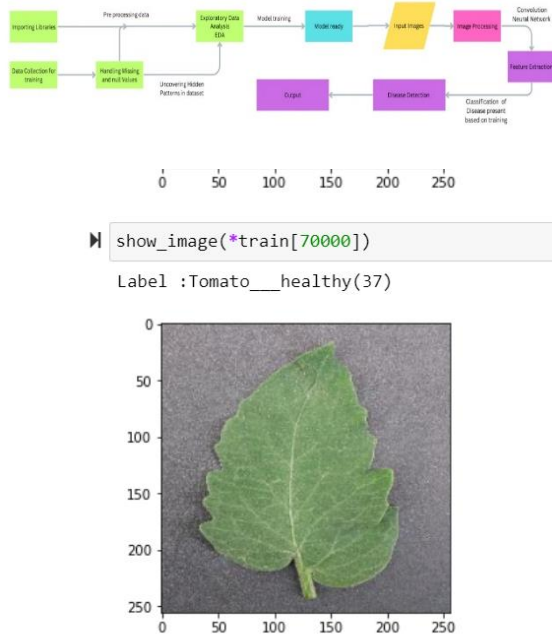 Importing Libraries
Pre processing data
Exploratory Data
Analysis
EDA
Model training
Model ready
Input Images
Image Processing
Convolution
Neural Network
Data Collection for
training
Handling Missing
and null Values
Uncovering Hidden
Patterns in dataset
Feature Extraction
Output
Disease Detection
Classification of
Disease present
based on training
0 50 100 150 200 250
show_image(*train[70000])
Label :Tomato___healthy(37)
0
50
100
150
200
250
0 50 100 150 200 250